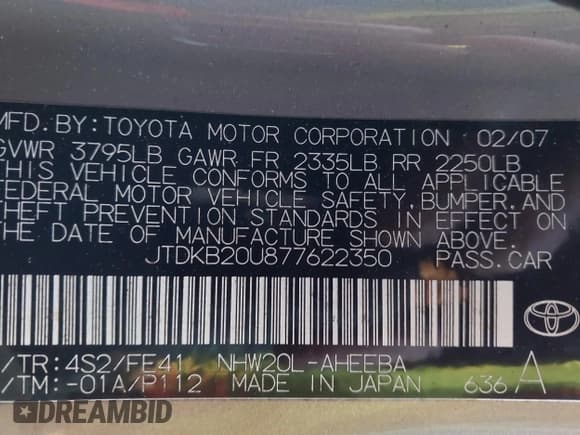 MFD. BY: TOYOTA MOTOR CORPORATION 02/07
GVWR 3795LB GAWR FR 2335LB RR 2250LB
THIS VEHICLE CONFORMS TO ALL APPLICABLE
FEDERAL MOTOR VEHICLE SAFETY, BUMPER, AND
THEFT PREVENTION STANDARDS IN EFFECT ON
THE DATE OF MANUFACTURE SHOWN ABOVE.
JTDKB20U877622350 PASS.CAR
/TR: 4S2/FE41 NHW20L-AHEEBA
/TM: -01A/P112 MADE IN JAPAN 636 A
DREAMBID